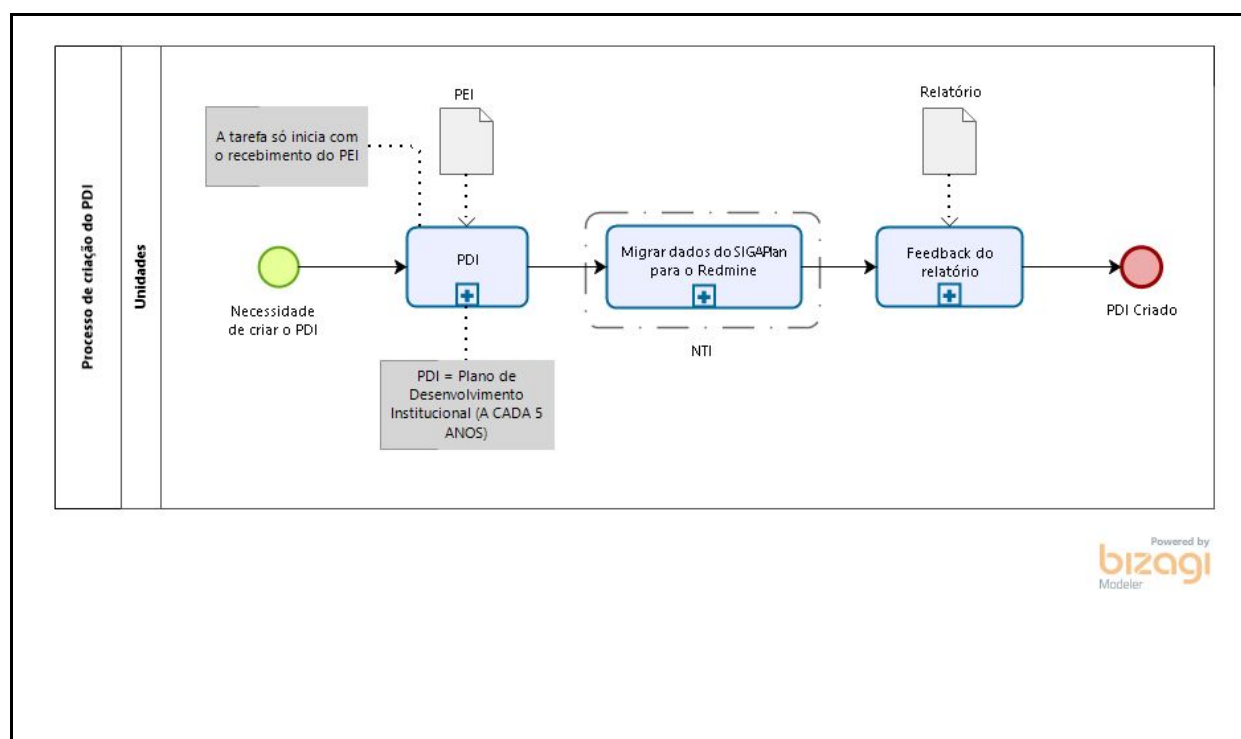 Processo de criação do PDI
Unidades
A tarefa só inicia com
o recebimento do PEI
PEI
Relatório
Necessidade
de criar o PDI
PDI
Migrar dados do SIGAPlan
para o Redmine
NTI
Feedback do
relatório
PDI Criado
PDI = Plano de
Desenvolvimento
Institucional (A CADA 5
ANOS)
Powered by
bizagi
Modeler